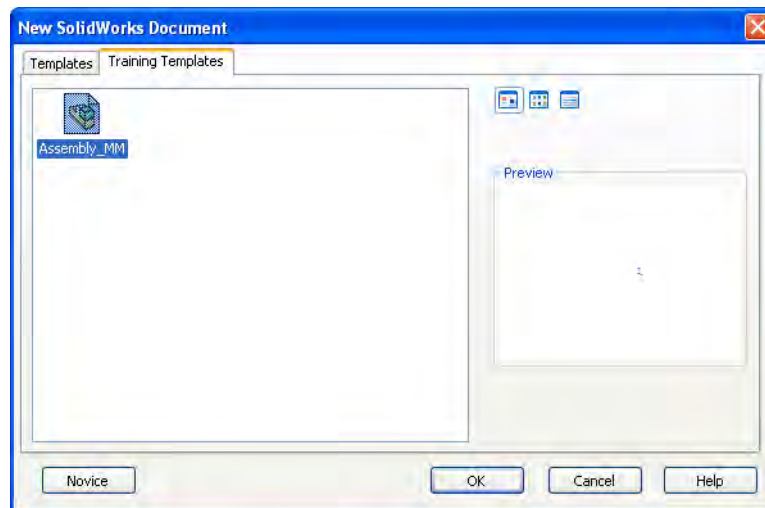 New SolidWorks Document
Templates Training Templates
Assembly_MM
Preview
Novice OK Cancel Help